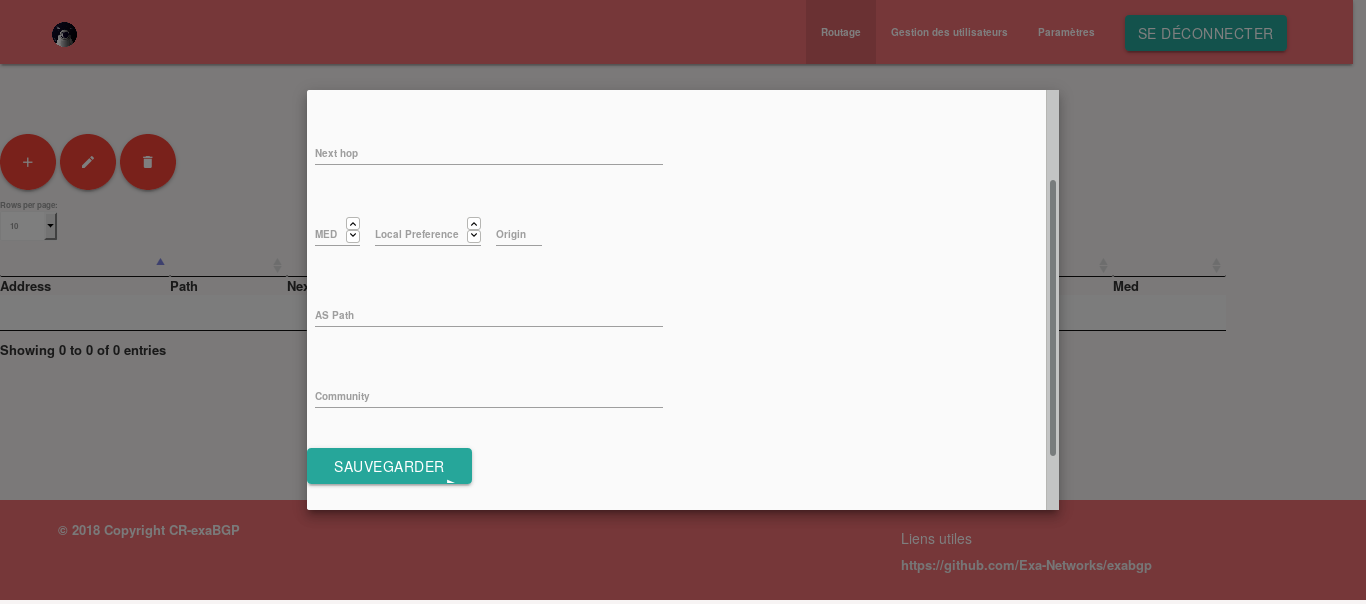 Routage Gestion des utilisateurs Paramètres SE DÉCONNECTER
Next hop
Rows per page:
10
MED Local Preference Origin
Address Path Nex Med
AS Path
Showing 0 to 0 of 0 entries
Community
SAUVEGARDER
© 2018 Copyright CR-exaBGP
Liens utiles
https://github.com/Exa-Networks/exabgp